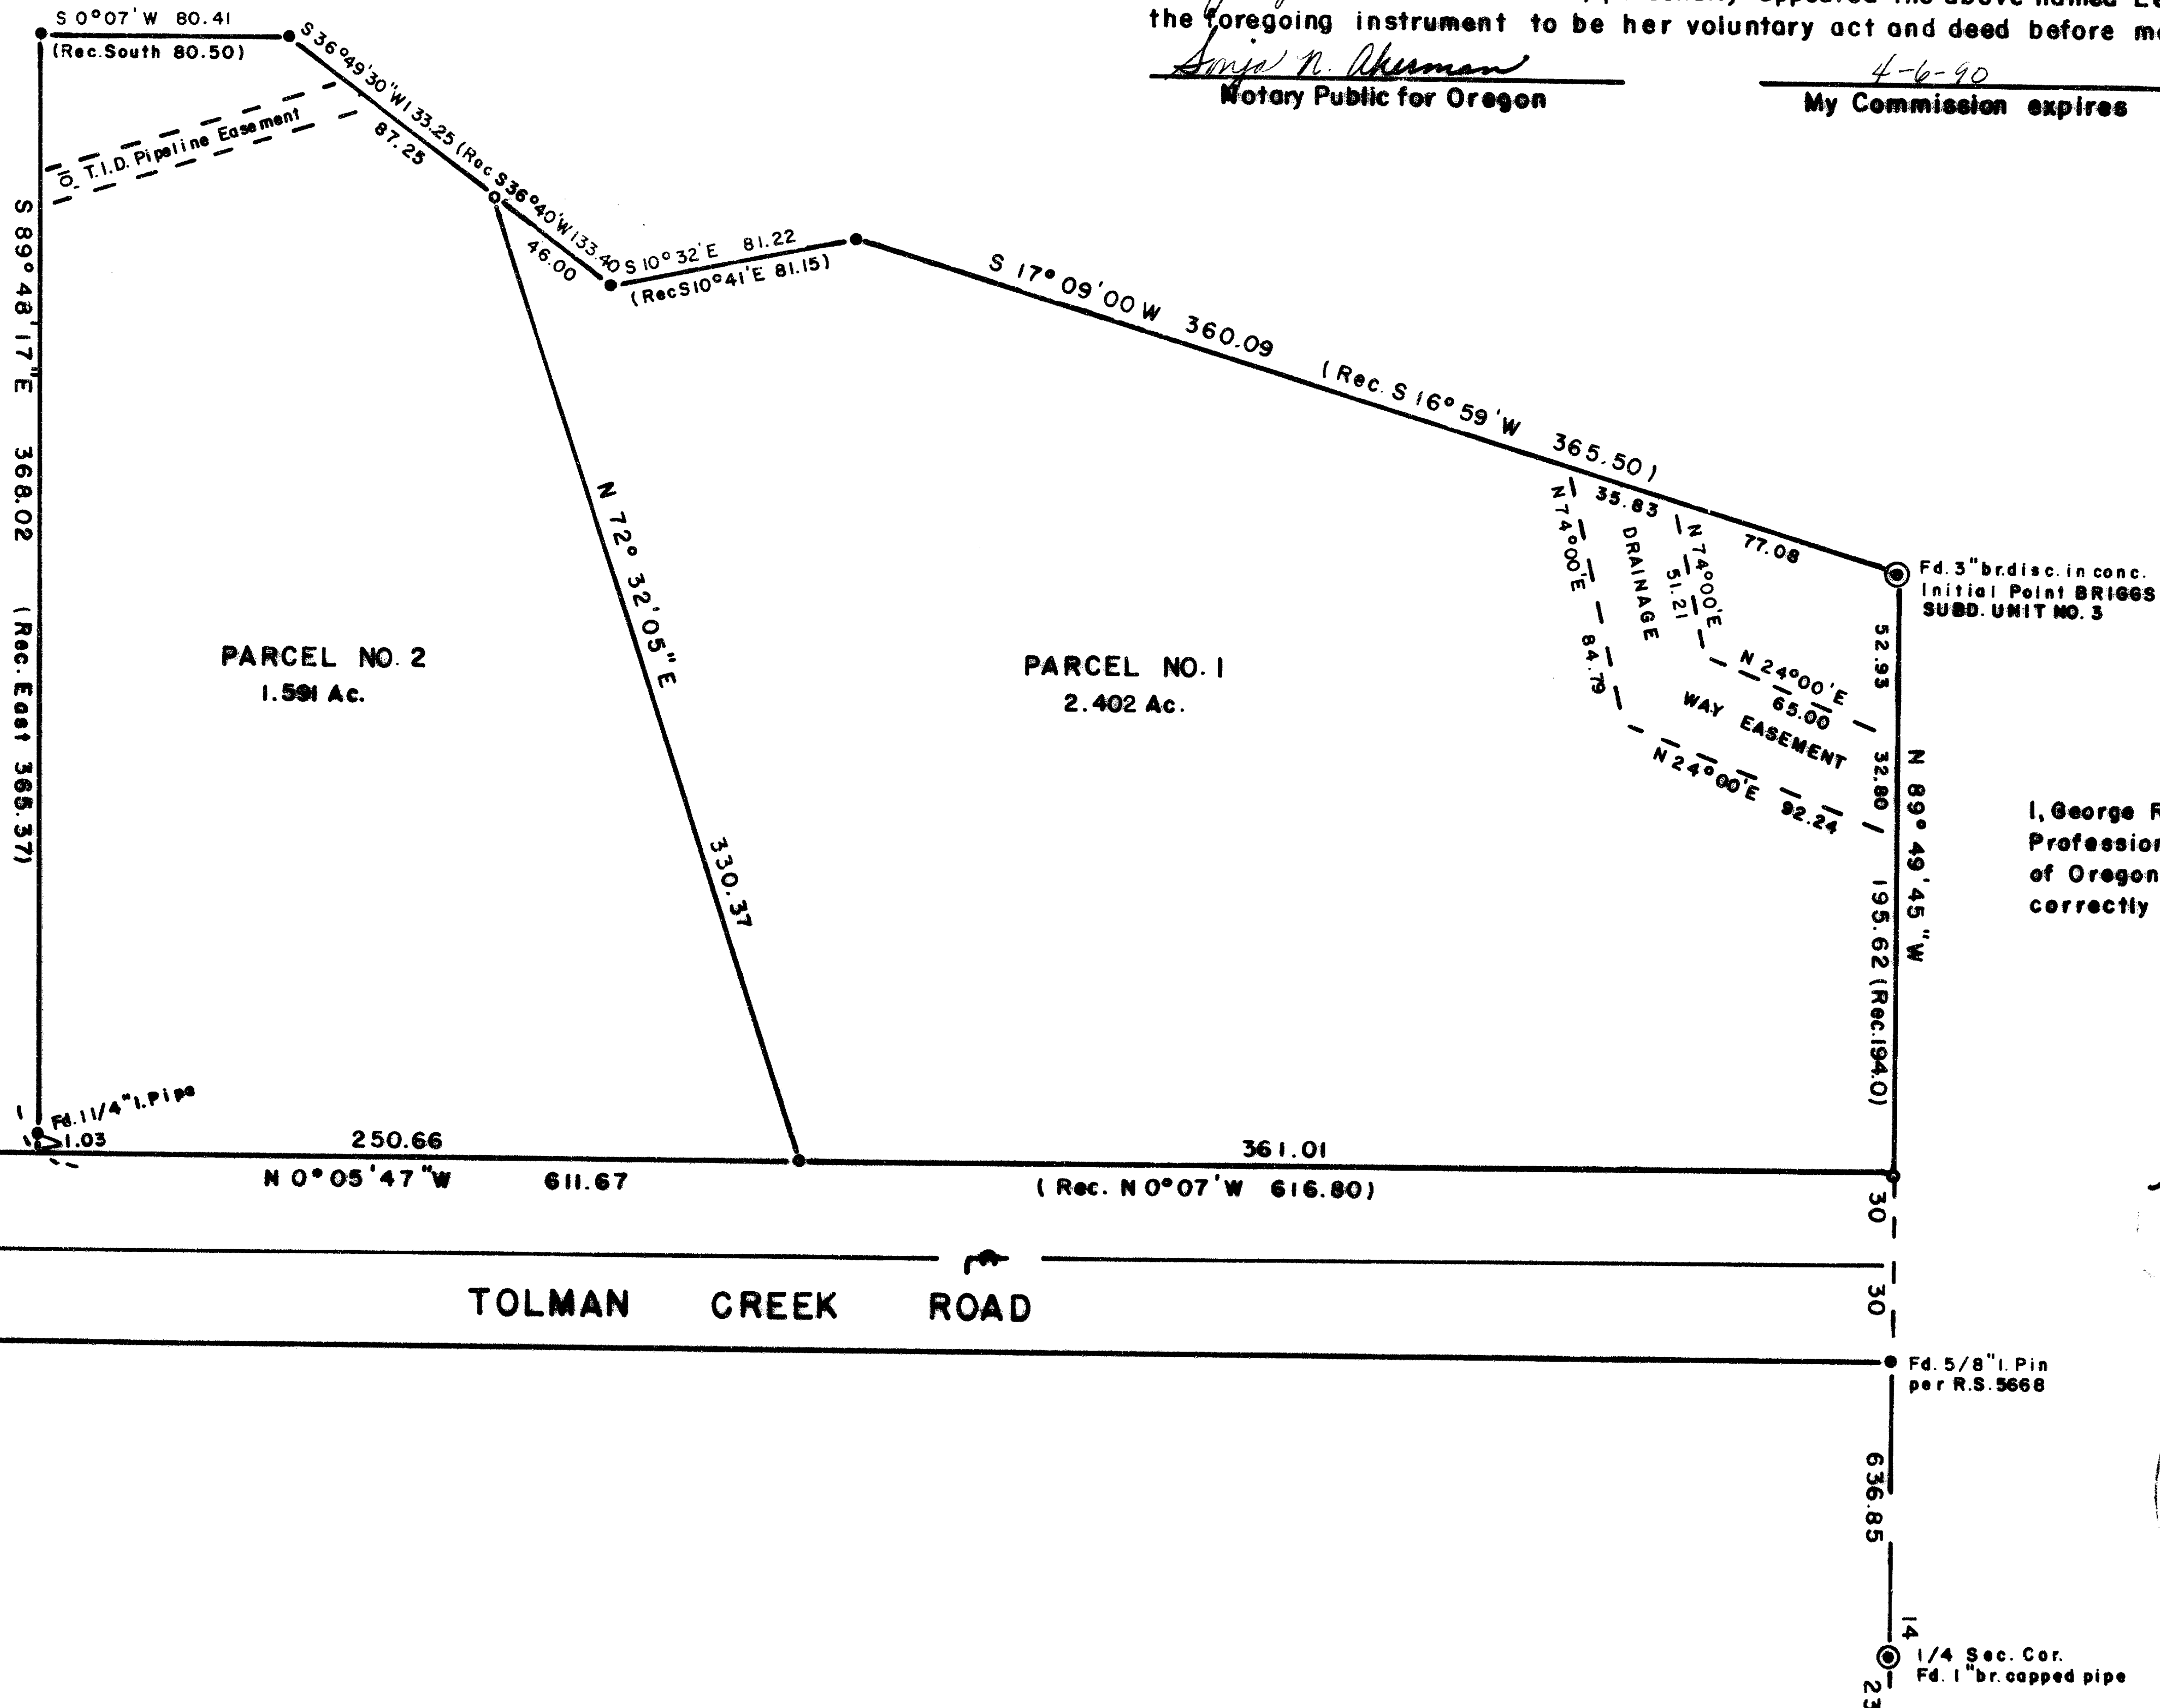 the foregoing instrument to be her voluntary act and deed before
Sonja N. Akerman
4-6-90
Notary Public for Oregon
My Commission expires
S 0°07'W 80.41
(Rec. South 80.50)
S 36°49'30"W 133.25 (Rec S36°40'W 133.40
87.25
46.00
10' T.I.D. Pipeline Easement
S 10°32'E 81.22
(Rec S10°41'E 81.15)
S 17°09'00 W 360.09 (Rec. S 16°59'W 365.50)
35.83
77.08
S 89°48'17"E 368.02 (Rec. East 365.37)
N 72°32'05"E
330.37
N 74°00'E
84.79
DRAINAGE
N 74°00'E
51.21
N 24°00'E
65.00
WAY EASEMENT
N 24°00'E 92.24
Fd. 3" br. disc. in conc.
Initial Point BRIGGS
SUBD. UNIT NO. 3
52.93
32.80
195.62 (Rec. 194.0)
N 89°49'45"W
PARCEL NO. 2
1.591 Ac.
PARCEL NO. 1
2.402 Ac.
I, George
Profession
of Oregon
correctly
Fd. 1 1/4" I. Pipe
1.03
250.66
361.01
N 0°05'47"W 611.67
(Rec. N 0°07'W 616.80)
30
30
TOLMAN CREEK ROAD
Fd. 5/8" I. Pin
per R.S. 5668
636.85
14
1/4 Sec. Cor.
Fd. 1" br. capped pipe
23